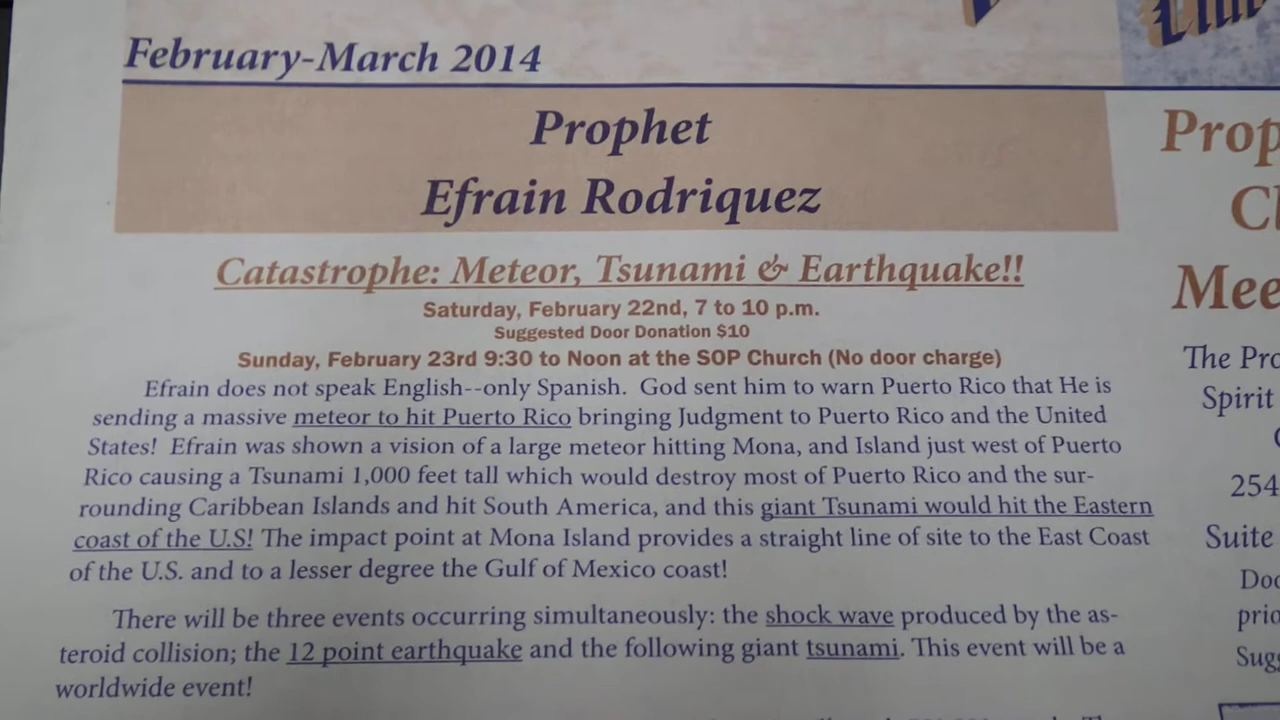 February-March 2014
Prophet
Efrain Rodriquez
Catastrophe: Meteor, Tsunami & Earthquake!!
Saturday, February 22nd, 7 to 10 p.m.
Suggested Door Donation $10
Sunday, February 23rd 9:30 to Noon at the SOP Church (No door charge)
Efrain does not speak English--only Spanish. God sent him to warn Puerto Rico that He is
sending a massive meteor to hit Puerto Rico bringing Judgment to Puerto Rico and the United
States! Efrain was shown a vision of a large meteor hitting Mona, and Island just west of Puerto
Rico causing a Tsunami 1,000 feet tall which would destroy most of Puerto Rico and the sur-
rounding Caribbean Islands and hit South America, and this giant Tsunami would hit the Eastern
coast of the U.S! The impact point at Mona Island provides a straight line of site to the East Coast
of the U.S. and to a lesser degree the Gulf of Mexico coast!
There will be three events occurring simultaneously: the shock wave produced by the as-
teroid collision; the 12 point earthquake and the following giant tsunami. This event will be a
worldwide event!
Prop
Mee
The Pro
Spirit
254
Suite